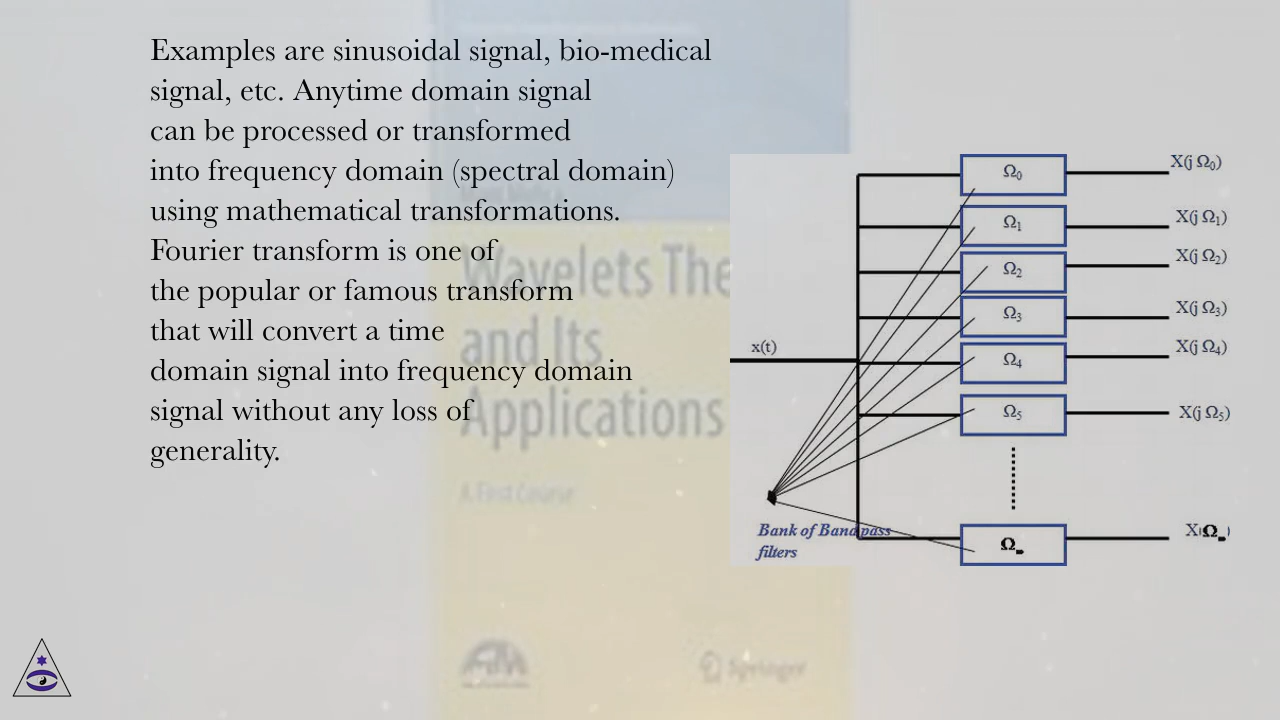 Examples are sinusoidal signal, bio-medical
signal, etc. Anytime domain signal
can be processed or transformed
into frequency domain (spectral domain)
using mathematical transformations.
Fourier transform is one of
the popular or famous transform
that will convert a time
domain signal into frequency domain
signal without any loss of
generality.
Wavelets The
and Its
Applications
A First Course
Springer
x(t)
Ω₀ X(j Ω₀)
Ω₁ X(j Ω₁)
Ω₂ X(j Ω₂)
Ω₃ X(j Ω₃)
Ω₄ X(j Ω₄)
Ω₅ X(j Ω₅)
Bank of Band pass
filters